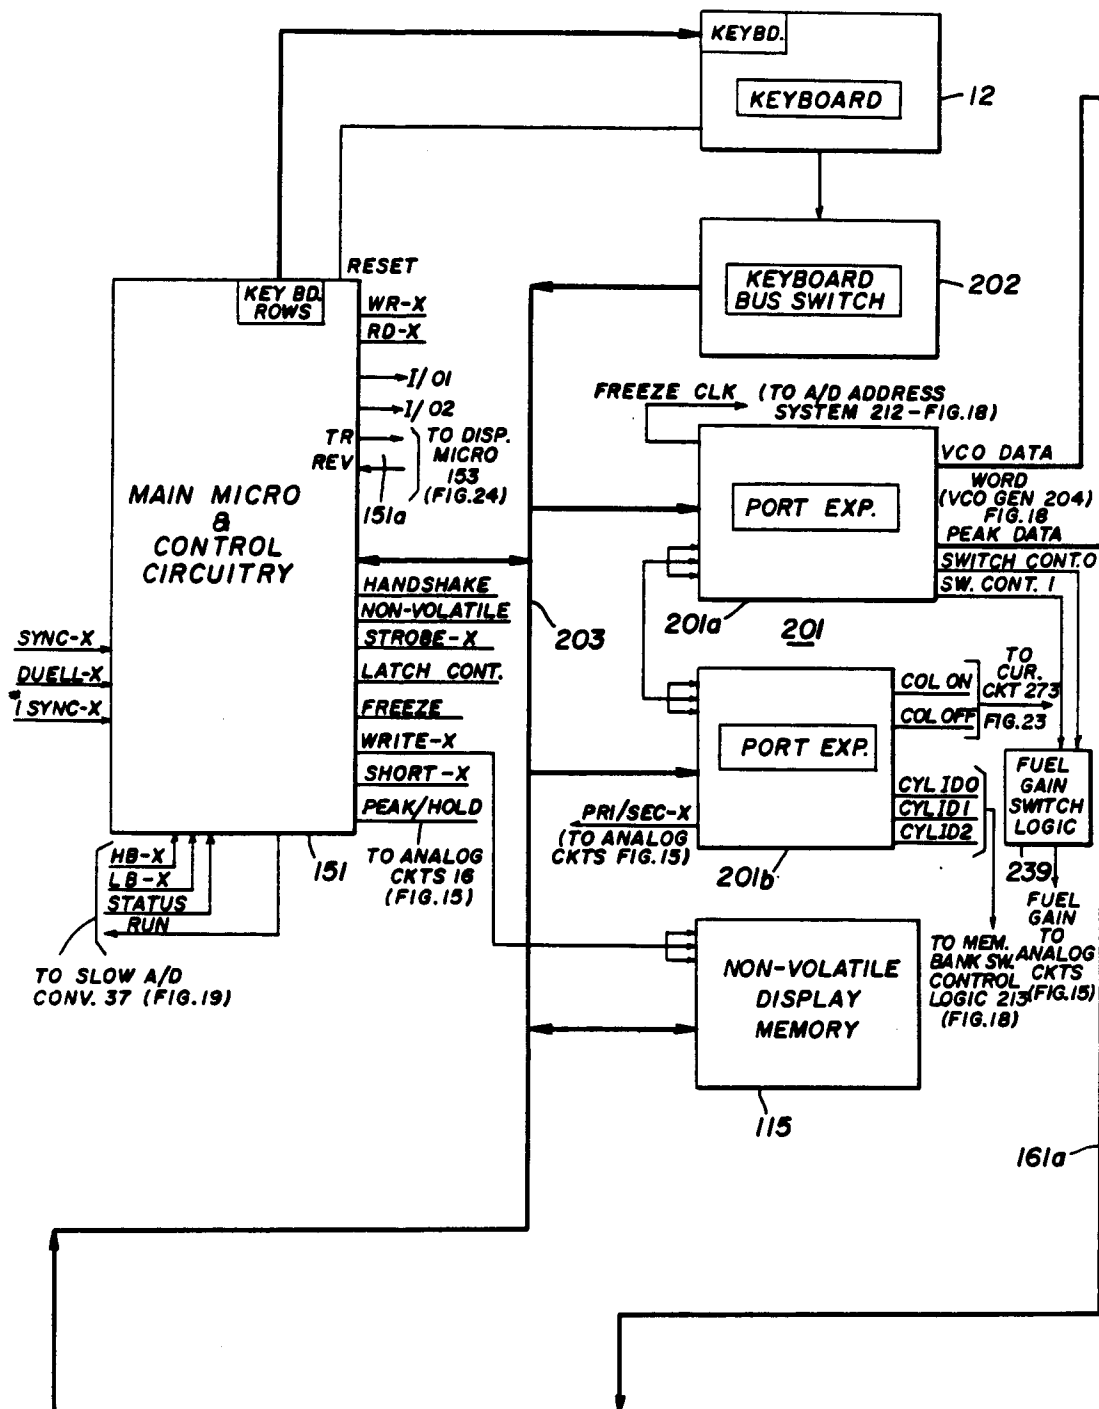 KEYBD.
KEYBOARD
12
KEYBOARD
BUS SWITCH
202
RESET
KEY BD.
ROWS
WR-X
RD-X
I/O1
I/O2
TR
REV
TO DISP.
MICRO
153
(FIG.24)
151a
MAIN MICRO
&
CONTROL
CIRCUITRY
HANDSHAKE
NON-VOLATILE
STROBE-X
LATCH CONT.
FREEZE
WRITE-X
SHORT-X
PEAK/HOLD
SYNC-X
DUELL-X
#1 SYNC-X
HB-X
LB-X
STATUS
RUN
TO SLOW A/D
CONV. 37 (FIG.19)
151
TO ANALOG
CKTS 16
(FIG.15)
203
FREEZE CLK (TO A/D ADDRESS
SYSTEM 212-FIG.18)
PORT EXP.
201a
201
VCO DATA
WORD
(VCO GEN 204)
FIG.18
PEAK DATA
SWITCH CONT.0
SW. CONT. 1
PORT EXP.
201b
COL ON
COL OFF
TO
CUR.
CKT 273
FIG.23
CYLID0
CYLID1
CYLID2
PRI/SEC-X
(TO ANALOG
CKTS FIG.15)
FUEL
GAIN
SWITCH
LOGIC
239
FUEL
GAIN
TO
ANALOG
CKTS
(FIG.15)
TO MEM.
BANK SW.
CONTROL
LOGIC 213
(FIG.18)
NON-VOLATILE
DISPLAY
MEMORY
115
161a